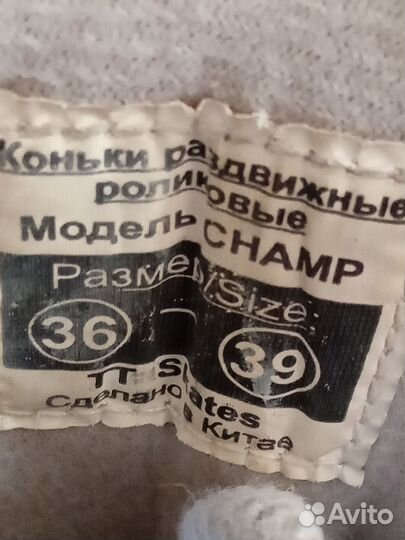 Коньки раздвижные
роликовые
Модель CHAMP
Размер/Size:
36 - 39
TT Skates
Сделано в Китае
Avito